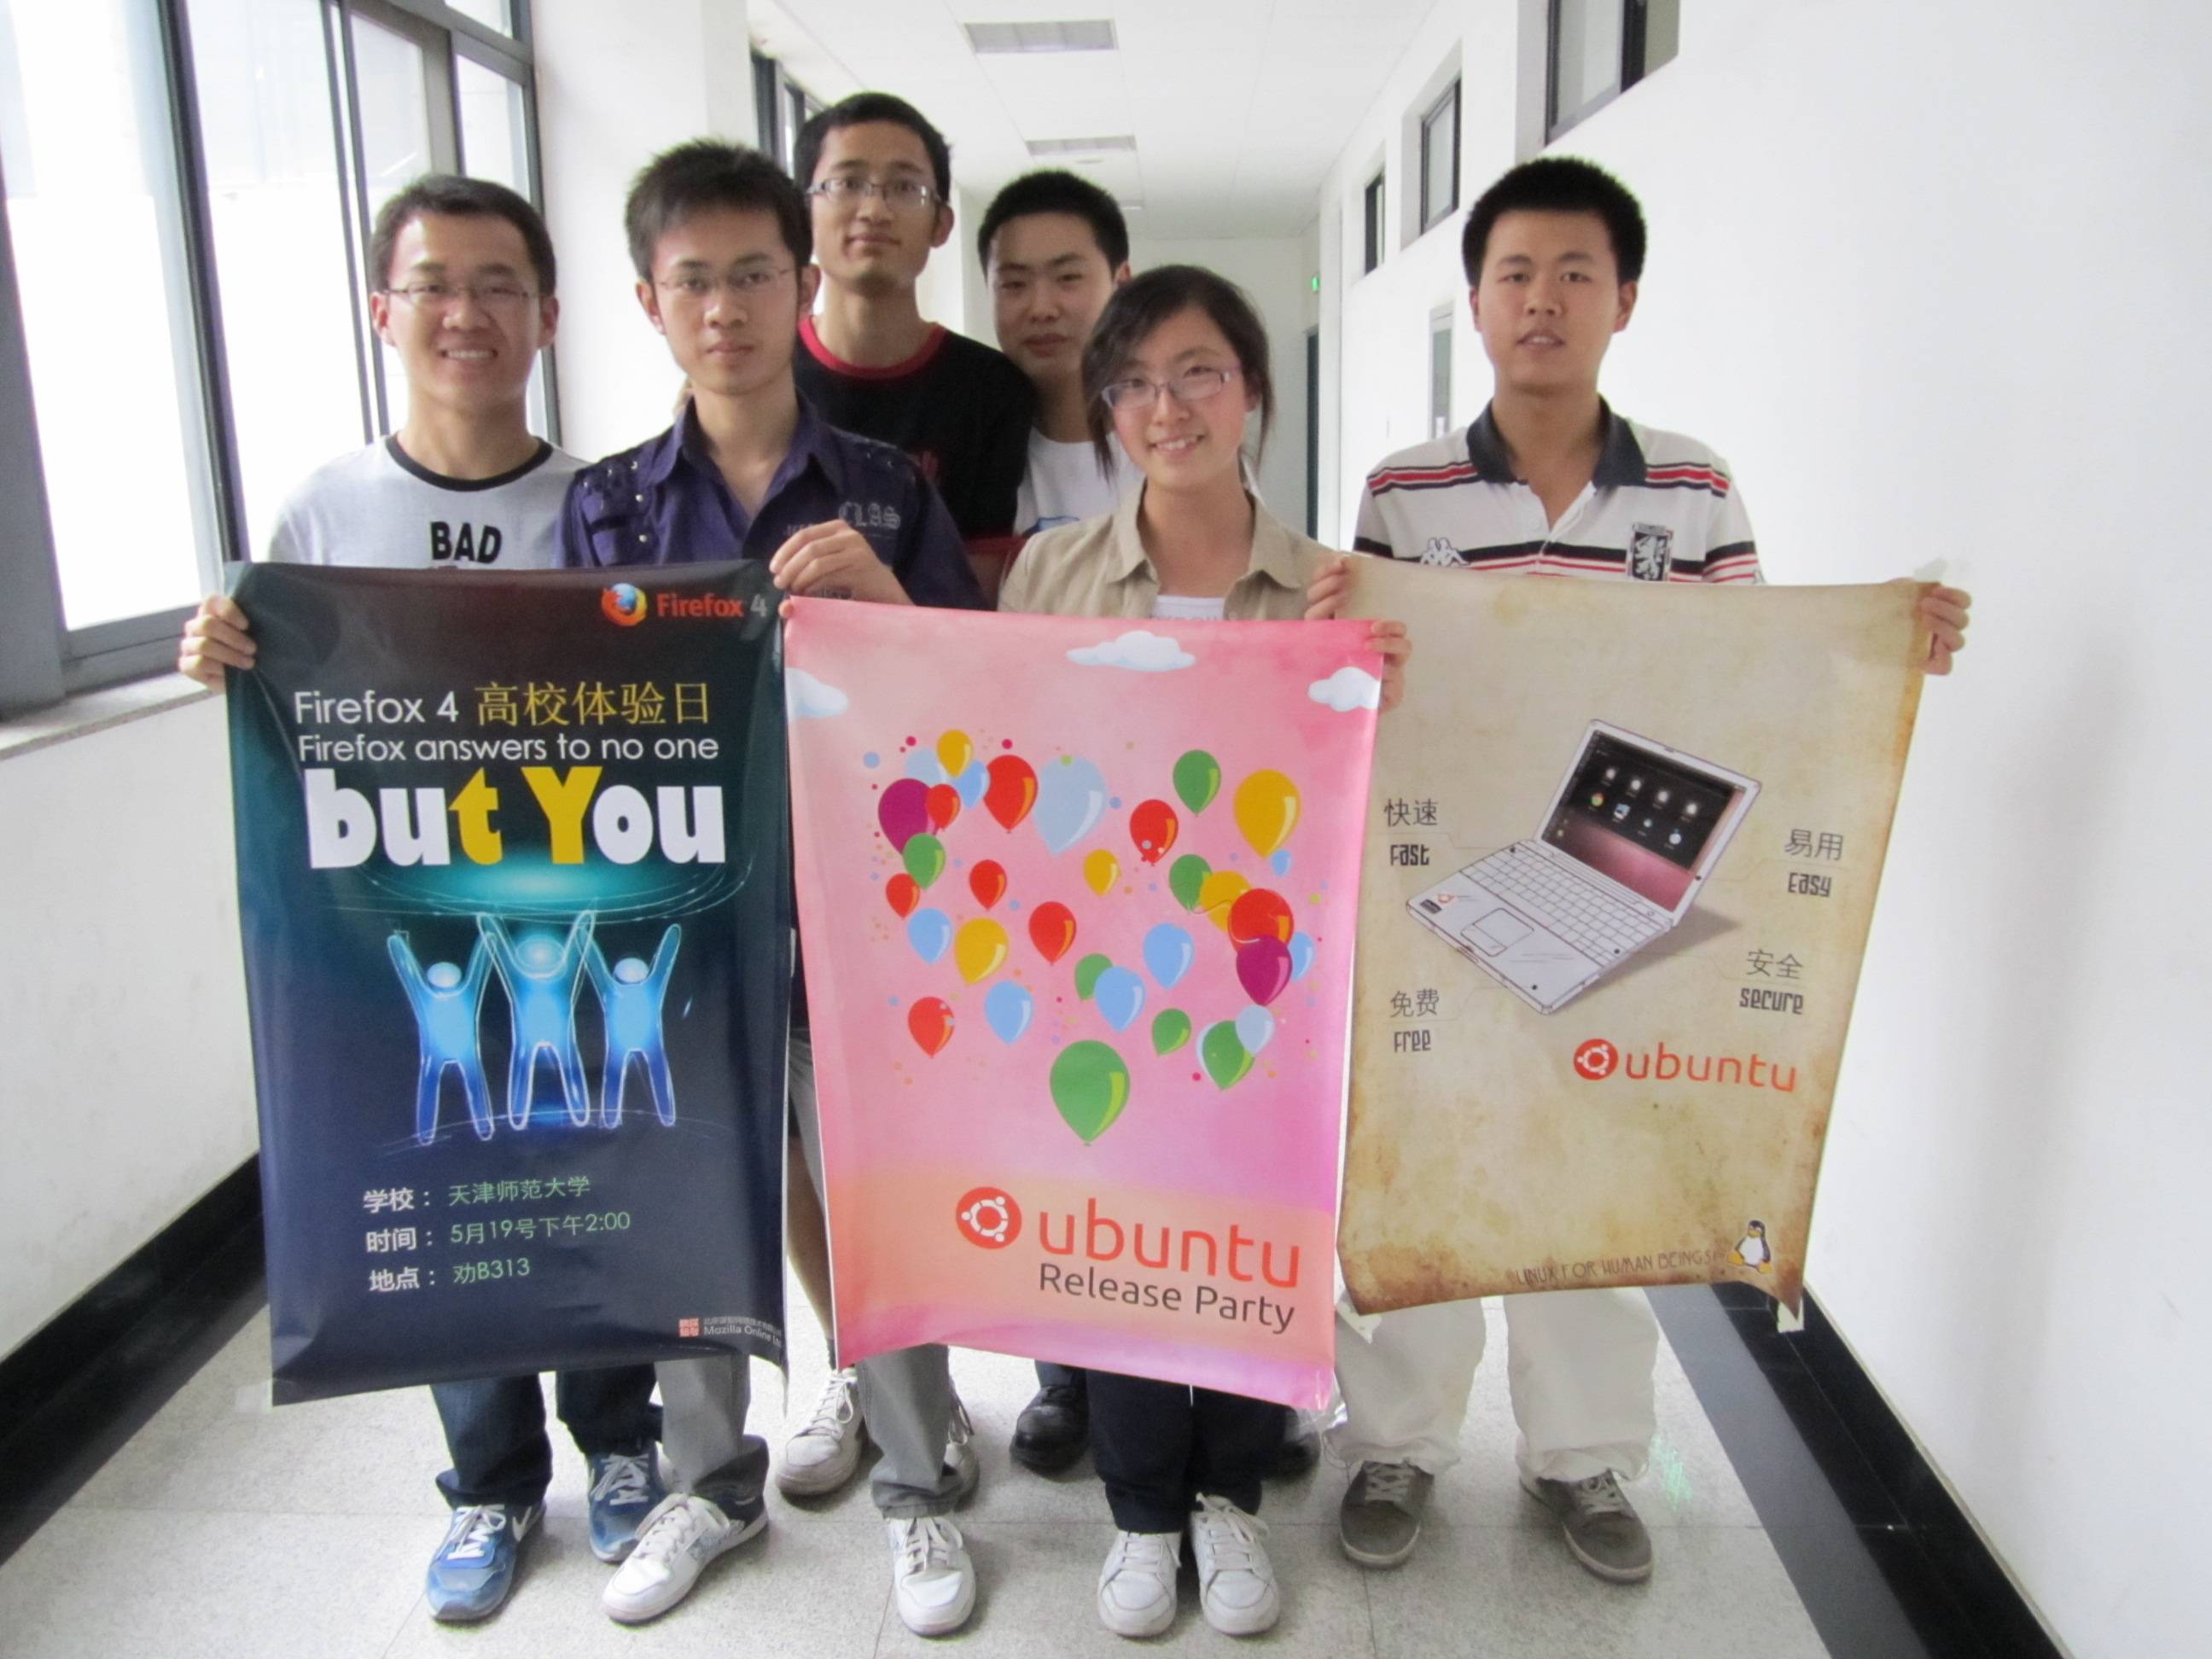 BAD
CLAS
Firefox 4
Firefox 4 高校体验日
Firefox answers to no one
but You
学校： 天津师范大学
时间： 5月19号下午2:00
地点： 劝B313
Mozilla Online
ubuntu
Release Party
快速
Fast
易用
Easy
安全
Secure
免费
Free
ubuntu
LINUX FOR HUMAN BEINGS!